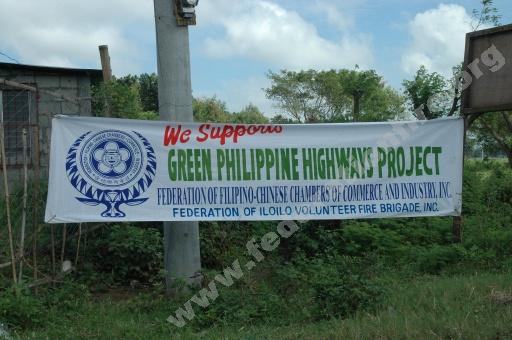 We Supports
GREEN PHILIPPINE HIGHWAYS PROJECT
FEDERATION OF FILIPINO-CHINESE CHAMBERS OF COMMERCE AND INDUSTRY, INC.
FEDERATION OF ILOILO VOLUNTEER FIRE BRIGADE, INC.